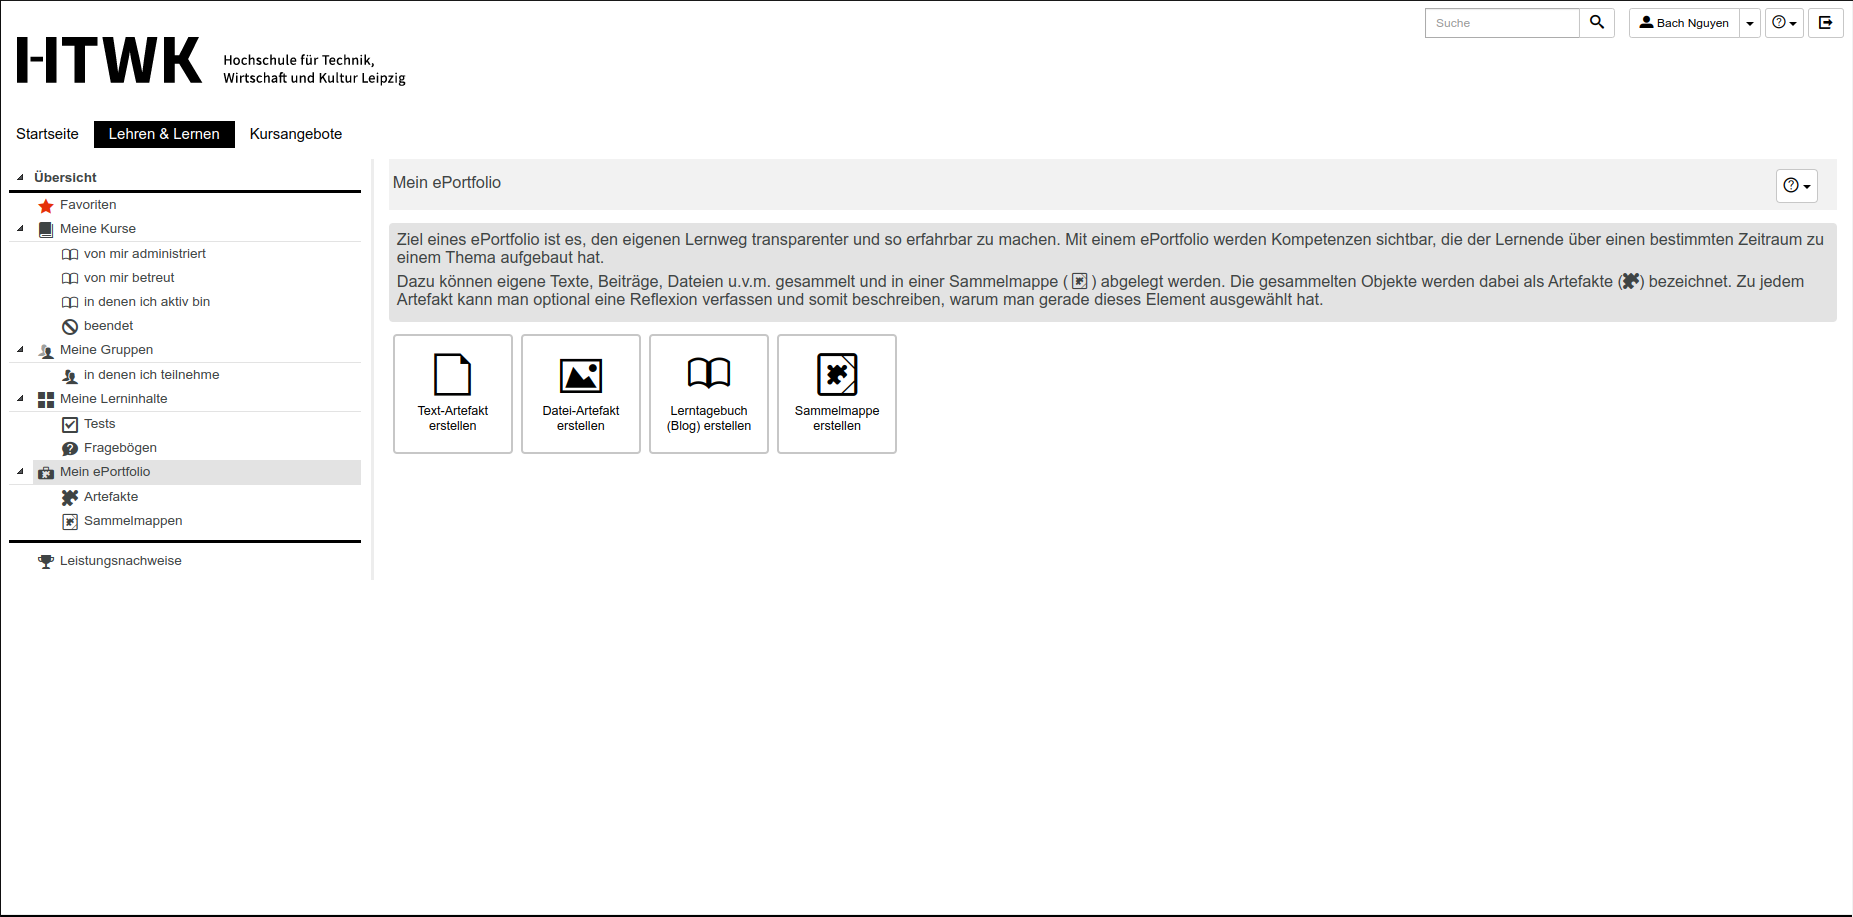 Suche
Bach Nguyen
HTWK
Hochschule für Technik,
Wirtschaft und Kultur Leipzig
Startseite
Lehren & Lernen
Kursangebote
Übersicht
Favoriten
Meine Kurse
von mir administriert
von mir betreut
in denen ich aktiv bin
beendet
Meine Gruppen
in denen ich teilnehme
Meine Lerninhalte
Tests
Fragebögen
Mein ePortfolio
Artefakte
Sammelmappen
Leistungsnachweise
Mein ePortfolio
Ziel eines ePortfolio ist es, den eigenen Lernweg transparenter und so erfahrbar zu machen. Mit einem ePortfolio werden Kompetenzen sichtbar, die der Lernende über einen bestimmten Zeitraum zu
einem Thema aufgebaut hat.
Dazu können eigene Texte, Beiträge, Dateien u.v.m. gesammelt und in einer Sammelmappe ( ) abgelegt werden. Die gesammelten Objekte werden dabei als Artefakte ( ) bezeichnet. Zu jedem
Artefakt kann man optional eine Reflexion verfassen und somit beschreiben, warum man gerade dieses Element ausgewählt hat.
Text-Artefakt
erstellen
Datei-Artefakt
erstellen
Lerntagebuch
(Blog) erstellen
Sammelmappe
erstellen